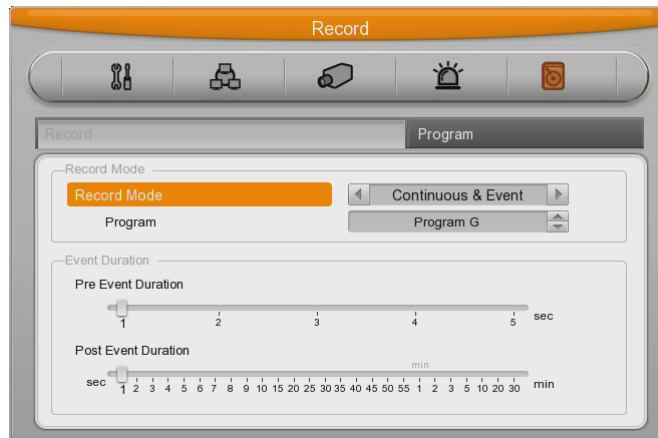 Record
Record Program
Record Mode
Record Mode Continuous & Event
Program Program G
Event Duration
Pre Event Duration
1 2 3 4 5 sec
Post Event Duration
min
sec 1 2 3 4 5 6 7 8 9 10 15 20 25 30 35 40 45 50 55 1 2 3 5 10 20 30 min